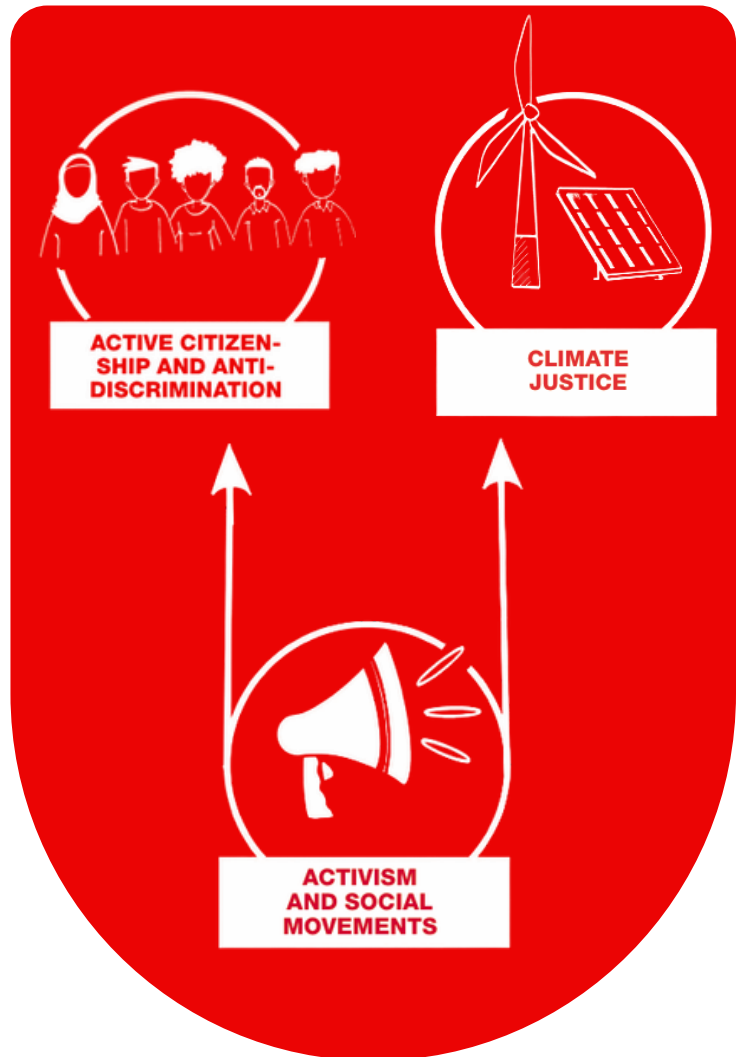 ACTIVE CITIZEN-
SHIP AND ANTI-
DISCRIMINATION
CLIMATE
JUSTICE
ACTIVISM
AND SOCIAL
MOVEMENTS